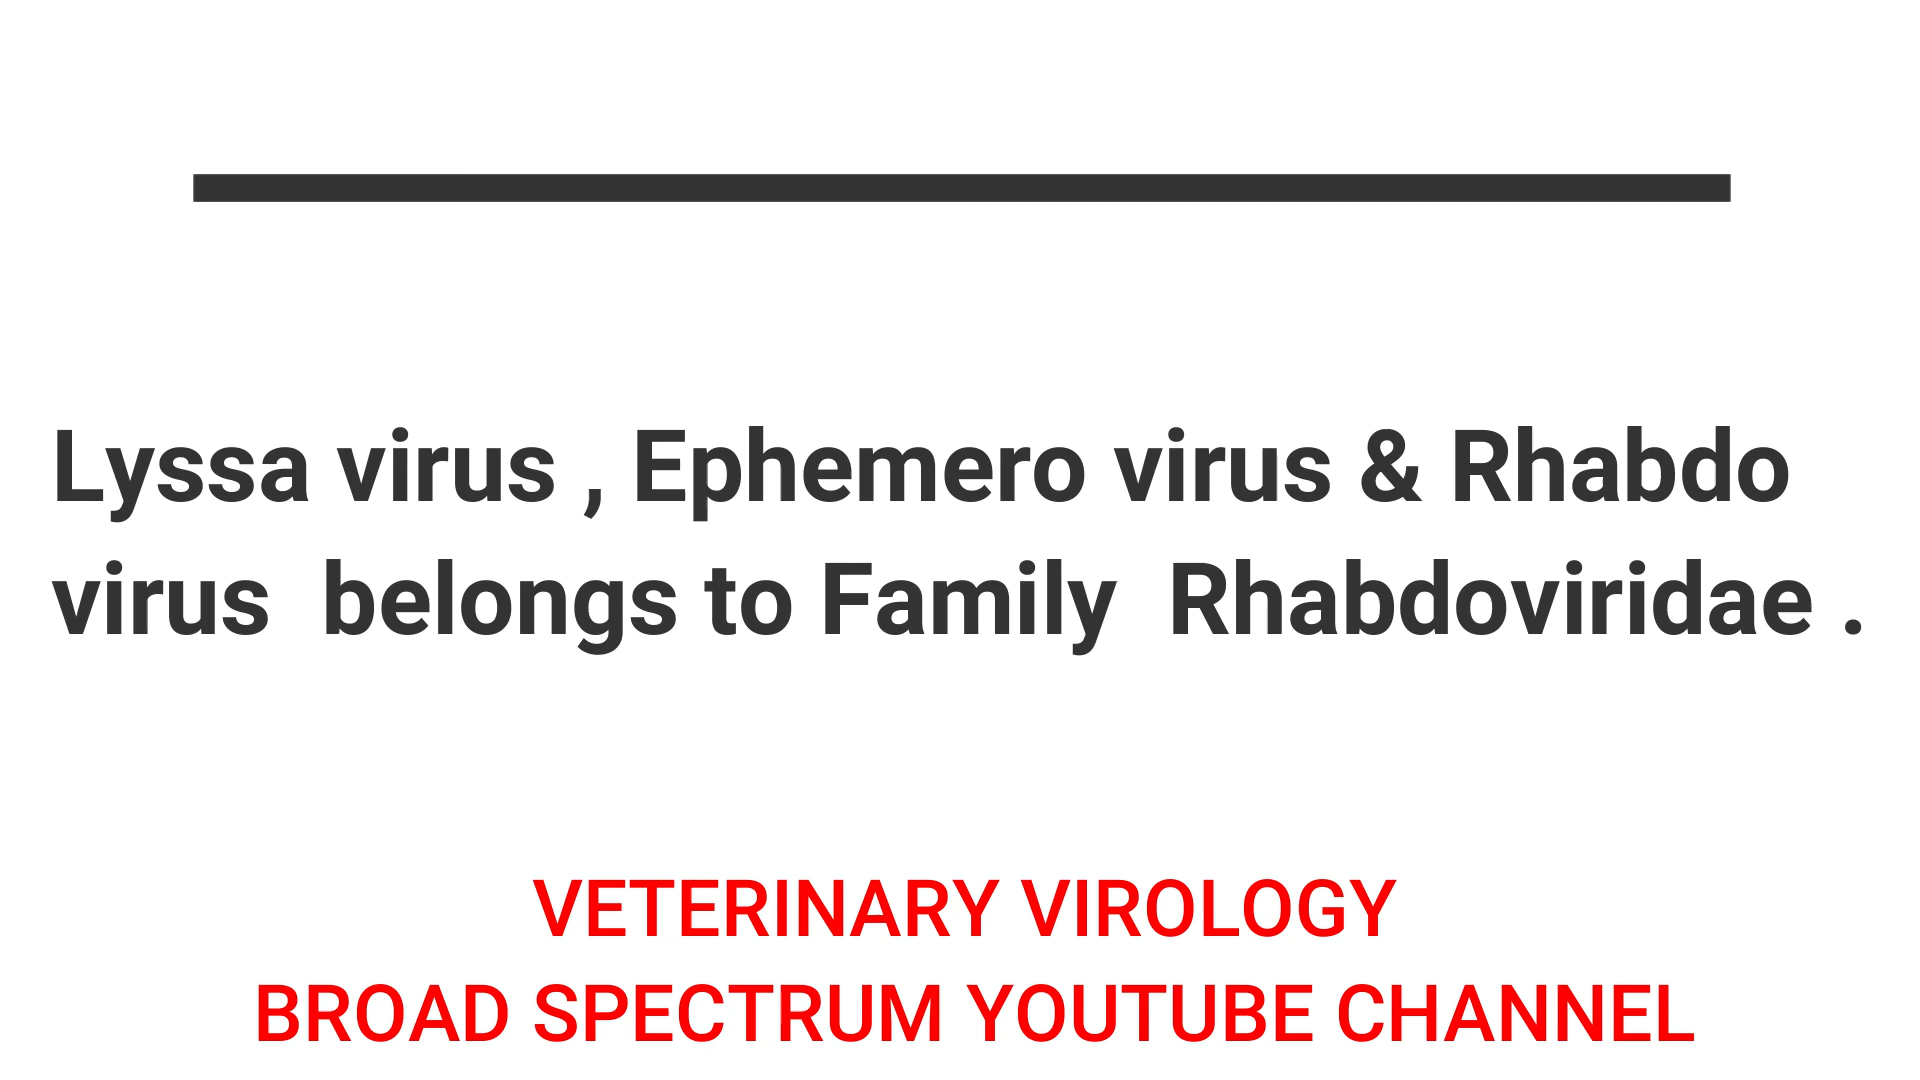 Lyssa virus , Ephemero virus & Rhabdo
virus  belongs to Family  Rhabdoviridae .
VETERINARY VIROLOGY
BROAD SPECTRUM YOUTUBE CHANNEL